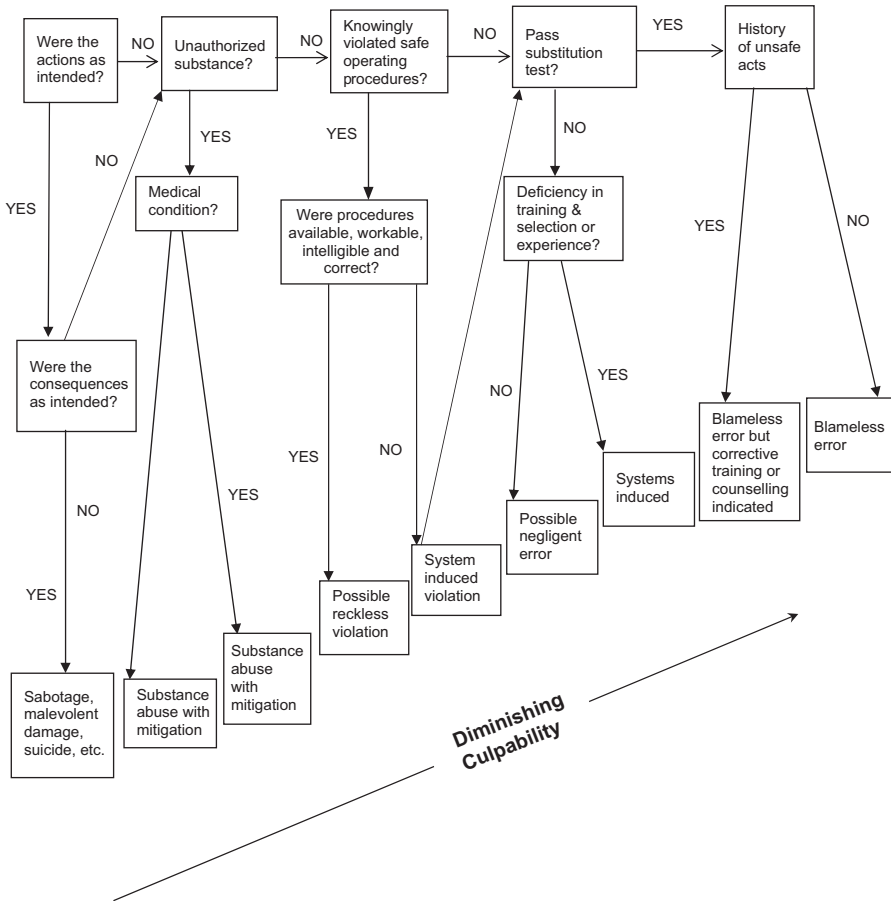 Were the
actions as
intended?
NO
Unauthorized
substance?
NO
Knowingly
violated safe
operating
procedures?
NO
Pass
substitution
test?
YES
History
of unsafe
acts
YES
NO
YES
Medical
condition?
YES
Were procedures
available, workable,
intelligible and
correct?
NO
Deficiency in
training &
selection or
experience?
YES
NO
Were the
consequences
as intended?
NO
YES
Sabotage,
malevolent
damage,
suicide, etc.
NO
Substance
abuse with
mitigation
YES
Substance
abuse
with
mitigation
YES
Possible
reckless
violation
NO
System
induced
violation
NO
Possible
negligent
error
YES
Systems
induced
Blameless
error but
corrective
training or
counselling
indicated
Blameless
error
Diminishing
Culpability